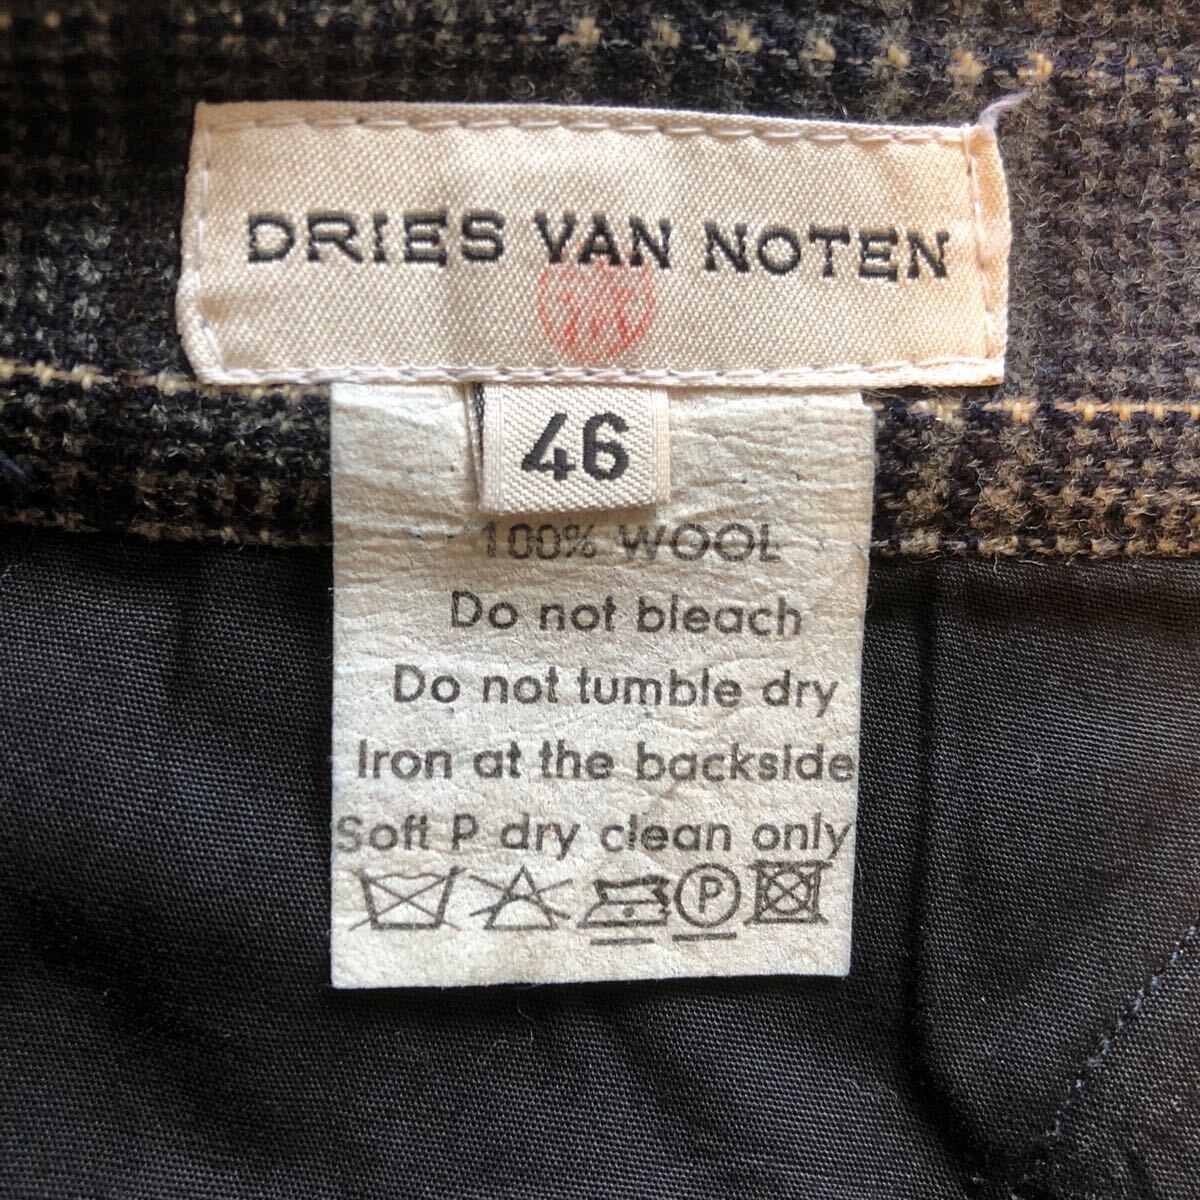 DRIES VAN NOTEN
46
100% WOOL
Do not bleach
Do not tumble dry
Iron at the backside
Soft P dry clean only
P